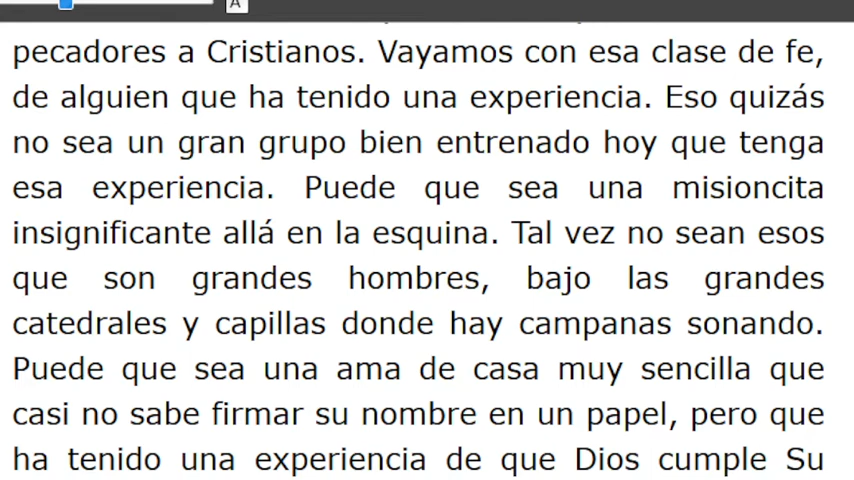 A
pecadores a Cristianos. Vayamos con esa clase de fe,
de alguien que ha tenido una experiencia. Eso quizás
no sea un gran grupo bien entrenado hoy que tenga
esa experiencia. Puede que sea una misioncita
insignificante allá en la esquina. Tal vez no sean esos
que son grandes hombres, bajo las grandes
catedrales y capillas donde hay campanas sonando.
Puede que sea una ama de casa muy sencilla que
casi no sabe firmar su nombre en un papel, pero que
ha tenido una experiencia de que Dios cumple Su